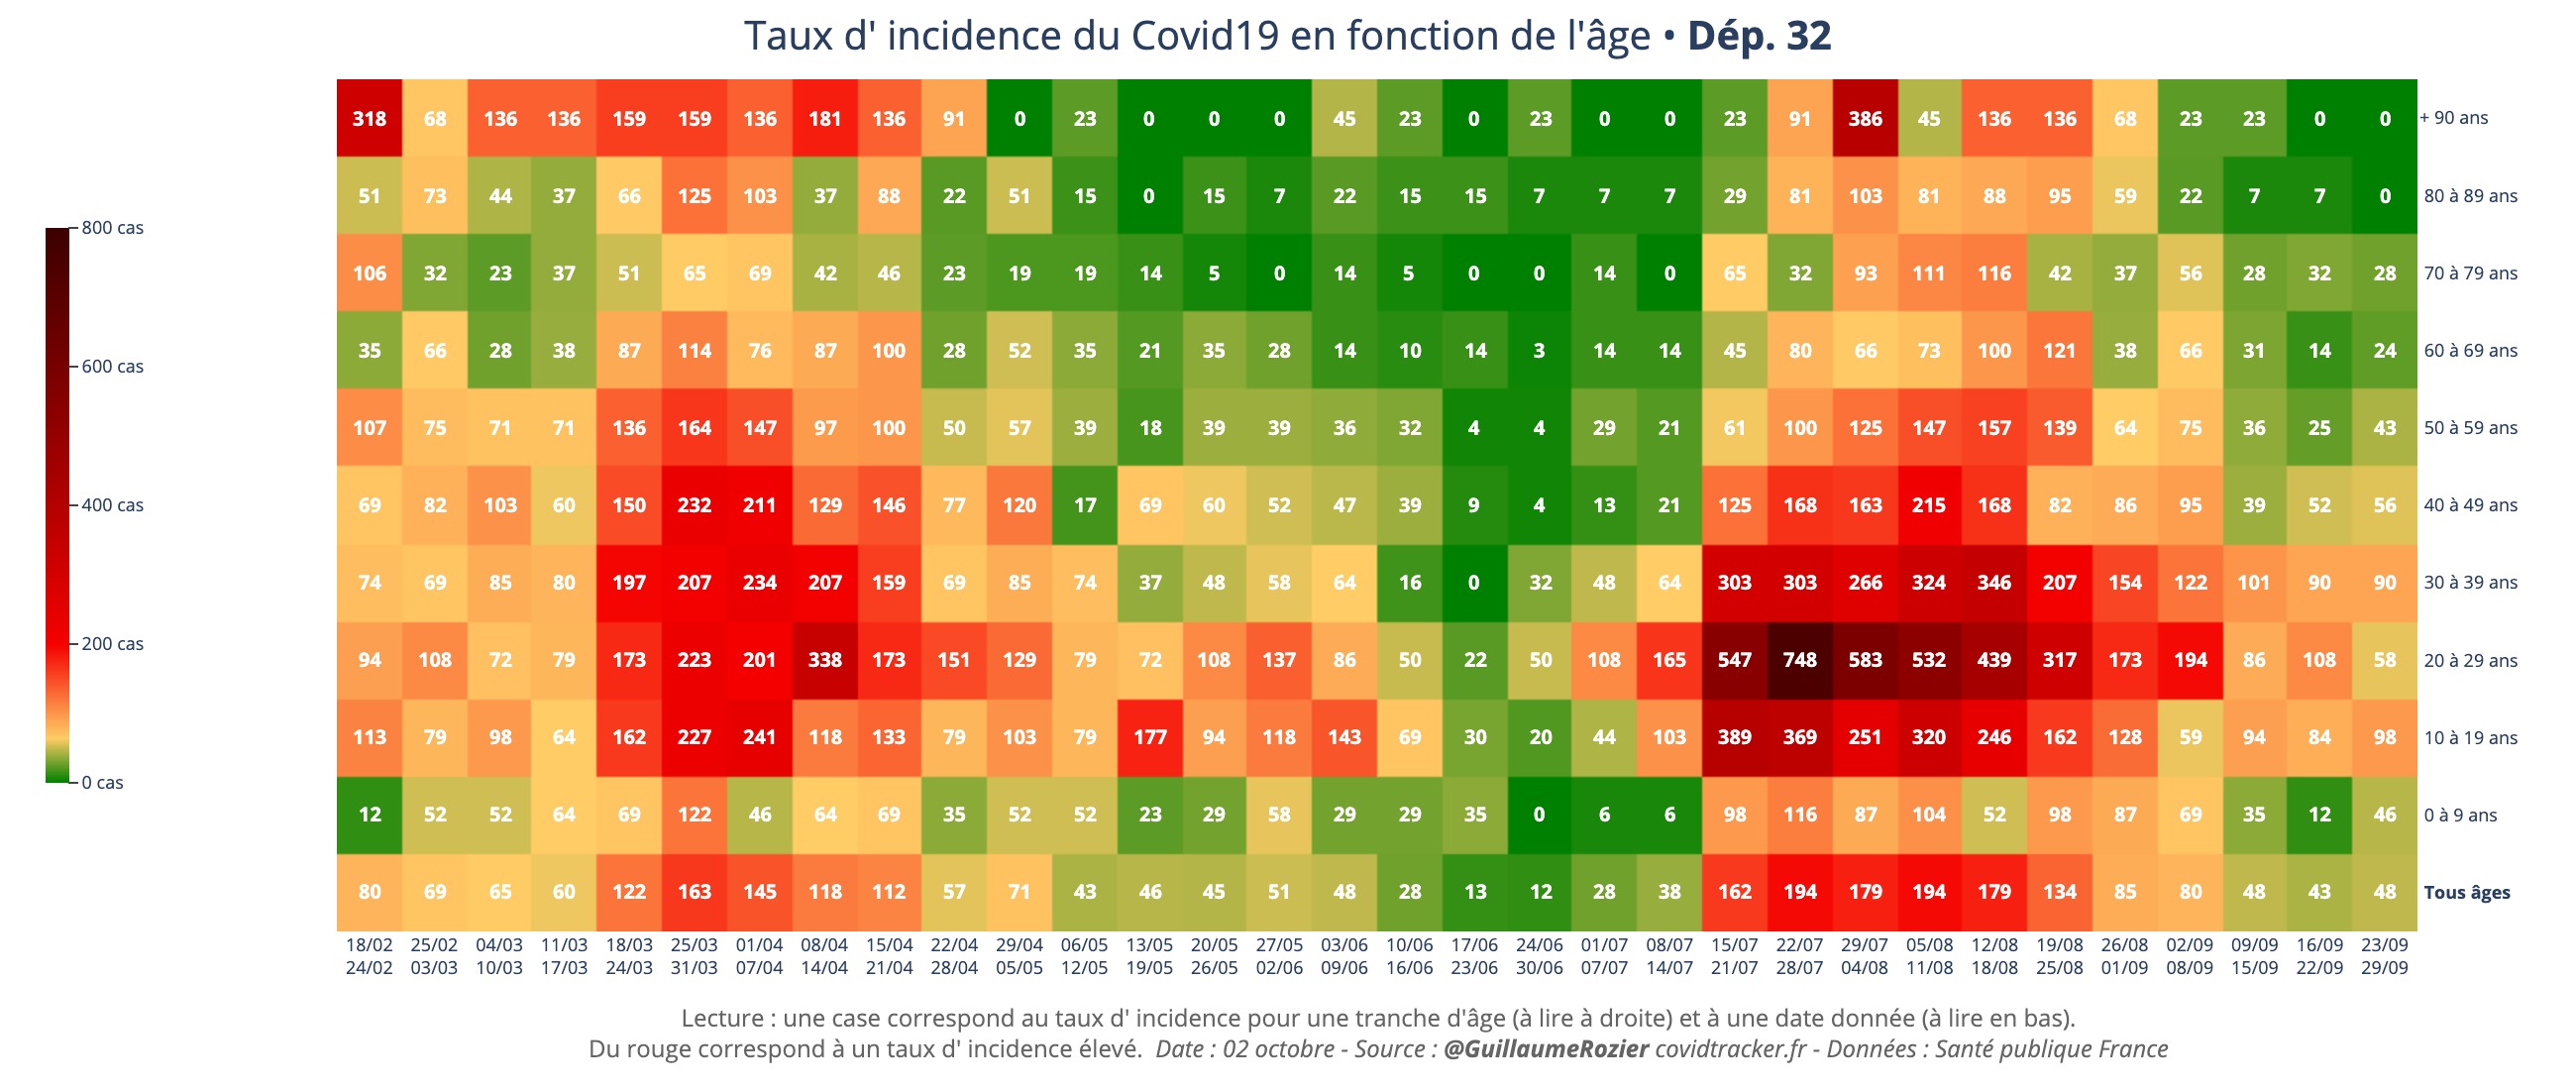 Taux d' incidence du Covid19 en fonction de l'âge • Dép. 32
800 cas
600 cas
400 cas
200 cas
0 cas
318 68 136 136 159 159 136 181 136 91 0 23 0 0 0 45 23 0 23 0 0 23 91 386 45 136 136 68 23 23 0 0 + 90 ans
51 73 44 37 66 125 103 37 88 22 51 15 0 15 7 22 15 15 7 7 7 29 81 103 81 88 95 59 22 7 7 0 80 à 89 ans
106 32 23 37 51 65 69 42 46 23 19 19 14 5 0 14 5 0 0 14 0 65 32 93 111 116 42 37 56 28 32 28 70 à 79 ans
35 66 28 38 87 114 76 87 100 28 52 35 21 35 28 14 10 14 3 14 14 45 80 66 73 100 121 38 66 31 14 24 60 à 69 ans
107 75 71 71 136 164 147 97 100 50 57 39 18 39 39 36 32 4 4 29 21 61 100 125 147 157 139 64 75 36 25 43 50 à 59 ans
69 82 103 60 150 232 211 129 146 77 120 17 69 60 52 47 39 9 4 13 21 125 168 163 215 168 82 86 95 39 52 56 40 à 49 ans
74 69 85 80 197 207 234 207 159 69 85 74 37 48 58 64 16 0 32 48 64 303 303 266 324 346 207 154 122 101 90 90 30 à 39 ans
94 108 72 79 173 223 201 338 173 151 129 79 72 108 137 86 50 22 50 108 165 547 748 583 532 439 317 173 194 86 108 58 20 à 29 ans
113 79 98 64 162 227 241 118 133 79 103 79 177 94 118 143 69 30 20 44 103 389 369 251 320 246 162 128 59 94 84 98 10 à 19 ans
12 52 52 64 69 122 46 64 69 35 52 52 23 29 58 29 29 35 0 6 6 98 116 87 104 52 98 87 69 35 12 46 0 à 9 ans
80 69 65 60 122 163 145 118 112 57 71 43 46 45 51 48 28 13 12 28 38 162 194 179 194 179 134 85 80 48 43 48 Tous âges
18/02 25/02 04/03 11/03 18/03 25/03 01/04 08/04 15/04 22/04 29/04 06/05 13/05 20/05 27/05 03/06 10/06 17/06 24/06 01/07 08/07 15/07 22/07 29/07 05/08 12/08 19/08 26/08 02/09 09/09 16/09 23/09
24/02 03/03 10/03 17/03 24/03 31/03 07/04 14/04 21/04 28/04 05/05 12/05 19/05 26/05 02/06 09/06 16/06 23/06 30/06 07/07 14/07 21/07 28/07 04/08 11/08 18/08 25/08 01/09 08/09 15/09 22/09 29/09
Lecture : une case correspond au taux d' incidence pour une tranche d'âge (à lire à droite) et à une date donnée (à lire en bas).
Du rouge correspond à un taux d' incidence élevé. Date : 02 octobre - Source : @GuillaumeRozier covidtracker.fr - Données : Santé publique France